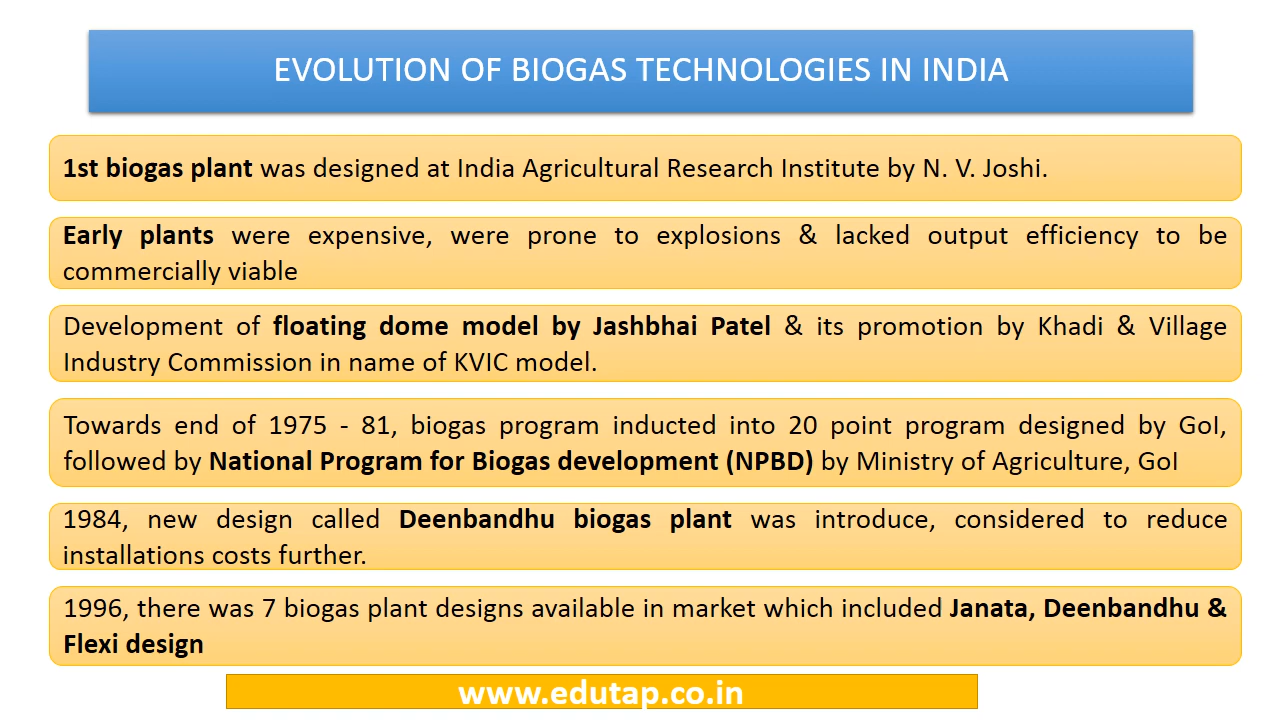 EVOLUTION OF BIOGAS TECHNOLOGIES IN INDIA
1st biogas plant was designed at India Agricultural Research Institute by N. V. Joshi.
Early plants were expensive, were prone to explosions & lacked output efficiency to be
commercially viable
Development of floating dome model by Jashbhai Patel & its promotion by Khadi & Village
Industry Commission in name of KVIC model.
Towards end of 1975 - 81, biogas program inducted into 20 point program designed by GoI,
followed by National Program for Biogas development (NPBD) by Ministry of Agriculture, GoI
1984, new design called Deenbandhu biogas plant was introduce, considered to reduce
installations costs further.
1996, there was 7 biogas plant designs available in market which included Janata, Deenbandhu &
Flexi design
www.edutap.co.in